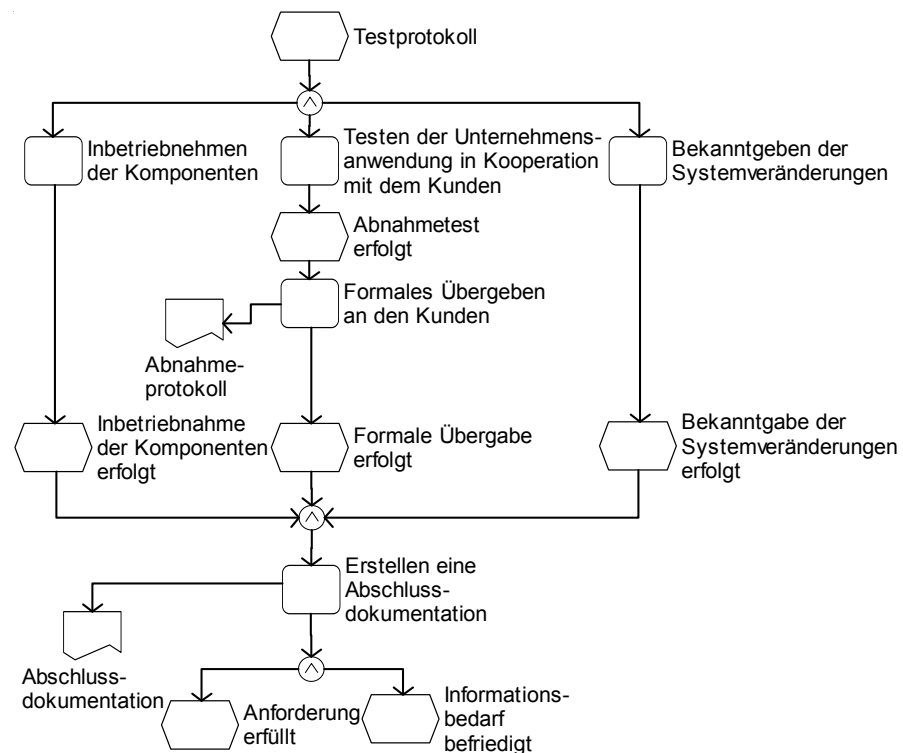 Testprotokoll
Inbetriebnehmen
der Komponenten
Testen der Unternehmens-
anwendung in Kooperation
mit dem Kunden
Bekanntgeben der
Systemveränderungen
Abnahmetest
erfolgt
Formales Übergeben
an den Kunden
Abnahme-
protokoll
Inbetriebnahme
der Komponenten
erfolgt
Formale Übergabe
erfolgt
Bekanntgabe der
Systemveränderungen
erfolgt
Erstellen eine
Abschluss-
dokumentation
Abschluss-
dokumentation
Anforderung
erfüllt
Informations-
bedarf
befriedigt